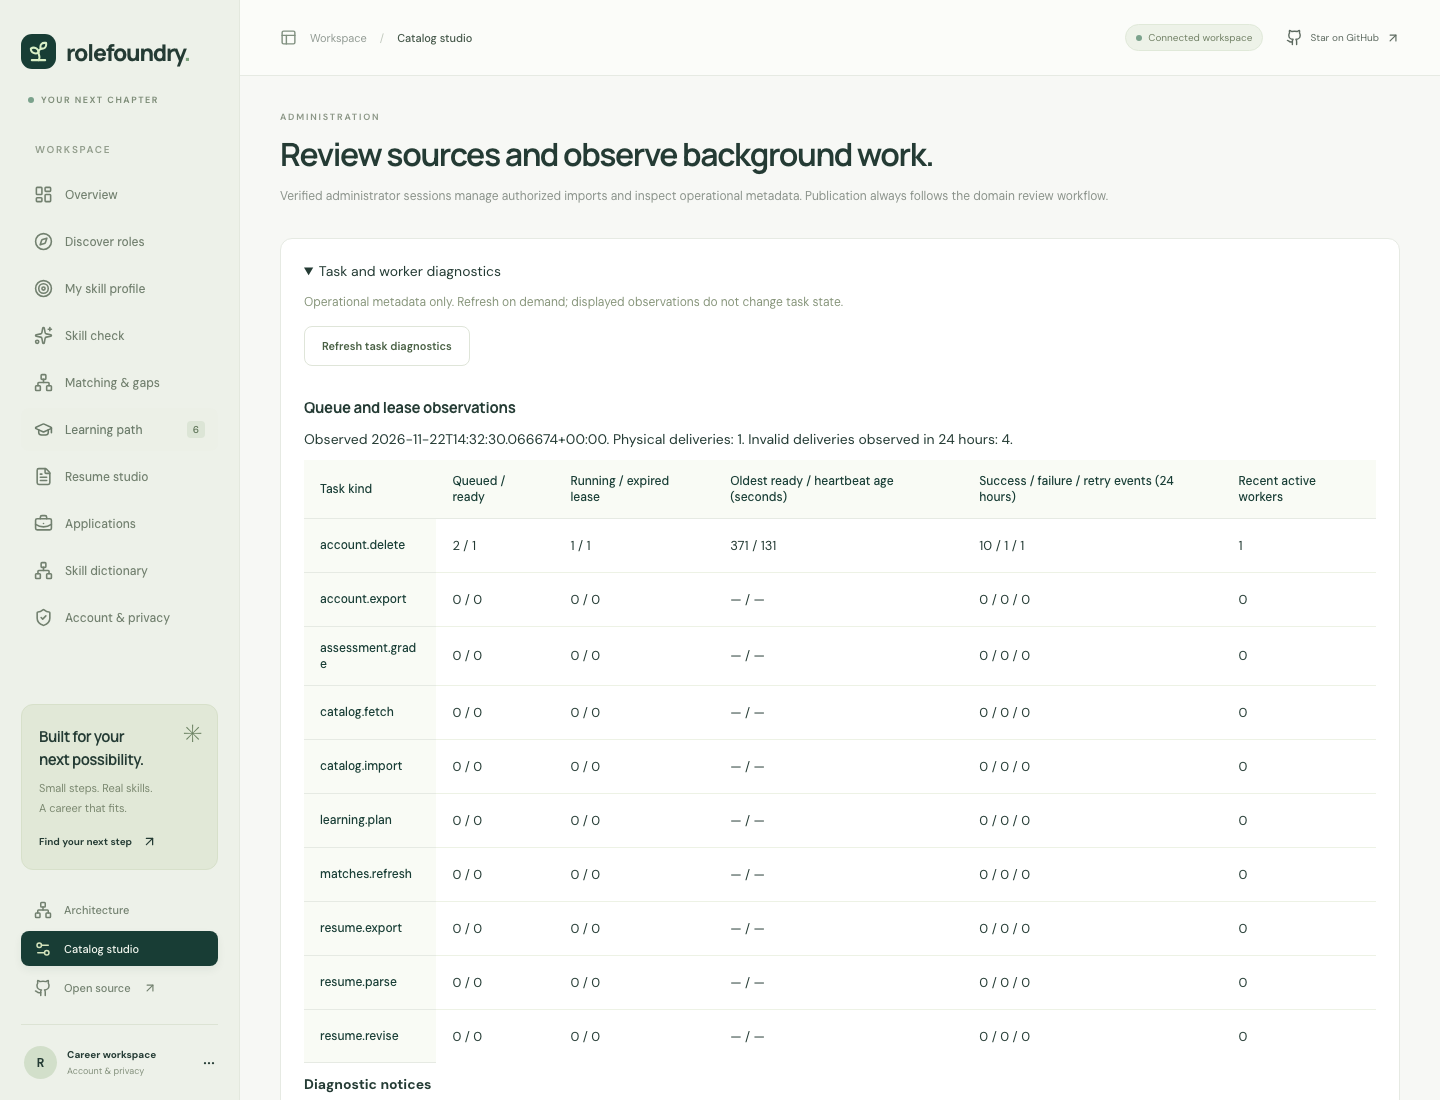 rolefoundry.
YOUR NEXT CHAPTER
WORKSPACE
Overview
Discover roles
My skill profile
Skill check
Matching & gaps
Learning path 6
Resume studio
Applications
Skill dictionary
Account & privacy
Built for your
next possibility.
Small steps. Real skills.
A career that fits.
Find your next step
Architecture
Catalog studio
Open source
R
Career workspace
Account & privacy
Workspace / Catalog studio
Connected workspace
Star on GitHub
ADMINISTRATION
Review sources and observe background work.
Verified administrator sessions manage authorized imports and inspect operational metadata. Publication always follows the domain review workflow.
Task and worker diagnostics
Operational metadata only. Refresh on demand; displayed observations do not change task state.
Refresh task diagnostics
Queue and lease observations
Observed 2026-11-22T14:32:30.066674+00:00. Physical deliveries: 1. Invalid deliveries observed in 24 hours: 4.
Task kind
Queued /
ready
Running / expired
lease
Oldest ready / heartbeat age
(seconds)
Success / failure / retry events (24
hours)
Recent active
workers
account.delete 2 / 1 1 / 1 371 / 131 10 / 1 / 1 1
account.export 0 / 0 0 / 0 — / — 0 / 0 / 0 0
assessment.grad
e
0 / 0 0 / 0 — / — 0 / 0 / 0 0
catalog.fetch 0 / 0 0 / 0 — / — 0 / 0 / 0 0
catalog.import 0 / 0 0 / 0 — / — 0 / 0 / 0 0
learning.plan 0 / 0 0 / 0 — / — 0 / 0 / 0 0
matches.refresh 0 / 0 0 / 0 — / — 0 / 0 / 0 0
resume.export 0 / 0 0 / 0 — / — 0 / 0 / 0 0
resume.parse 0 / 0 0 / 0 — / — 0 / 0 / 0 0
resume.revise 0 / 0 0 / 0 — / — 0 / 0 / 0 0
Diagnostic notices